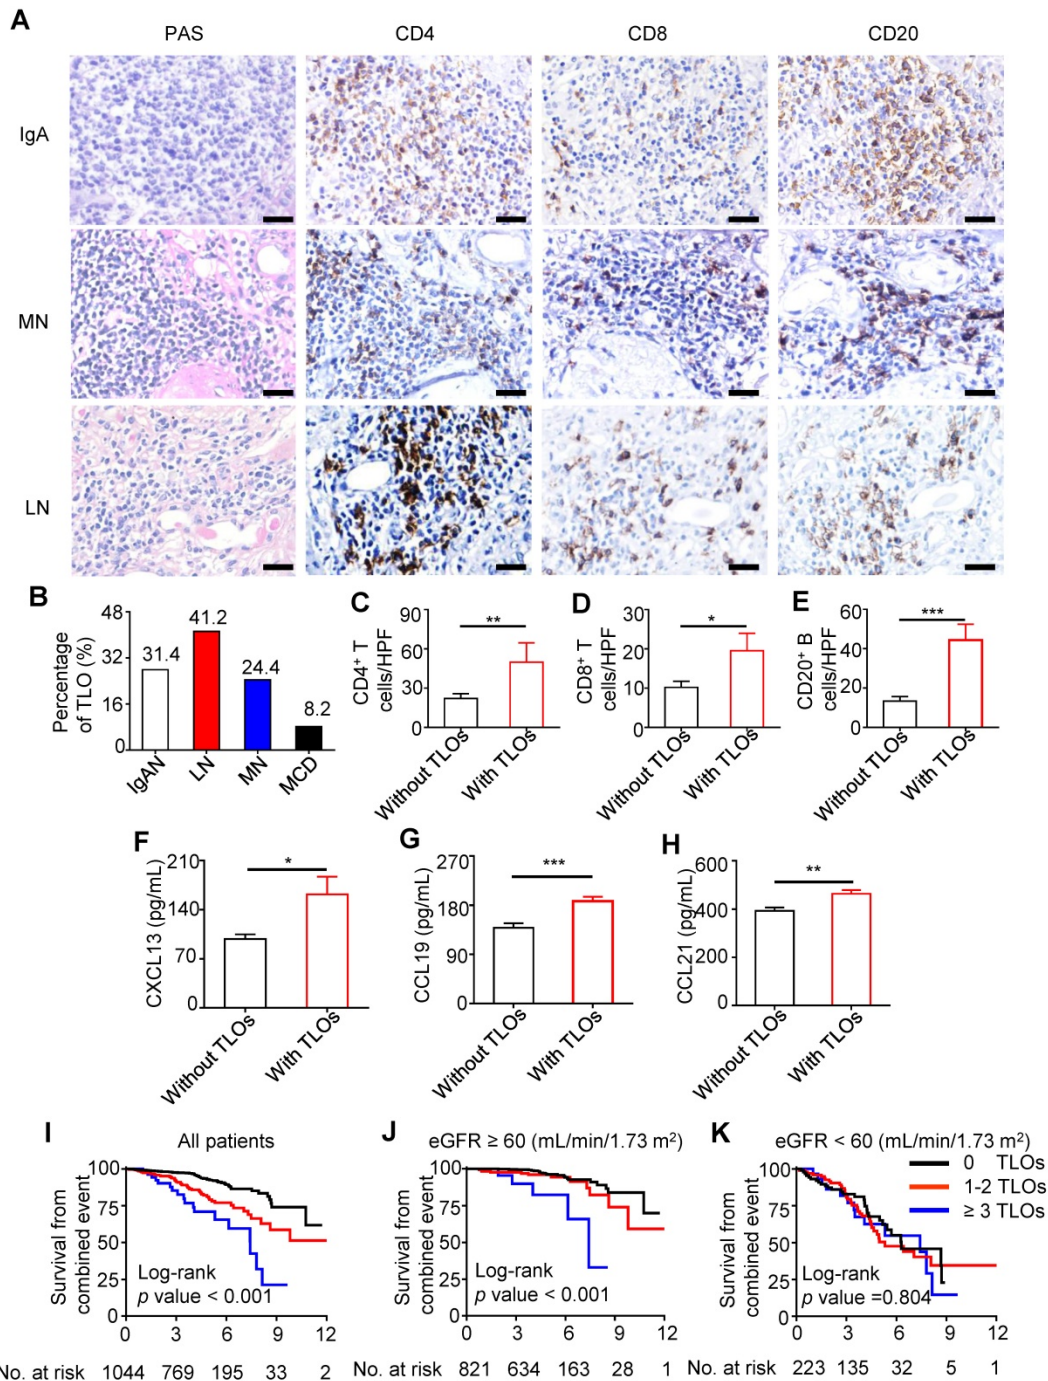 A
PAS CD4 CD8 CD20
IgA
MN
LN
B
Percentage
of TLO (%)
48
32
16
0
31.4
41.2
24.4
8.2
IgAN LN MN MCD
C
CD4+ T
cells/HPF
90
60
30
0
**
Without TLOs With TLOs
D
CD8+ T
cells/HPF
30
20
10
0
*
Without TLOs With TLOs
E
CD20+ B
cells/HPF
60
40
20
0
***
Without TLOs With TLOs
F
CXCL13 (pg/mL)
210
140
70
0
*
Without TLOs With TLOs
G
CCL19 (pg/mL)
270
180
90
0
***
Without TLOs With TLOs
H
CCL21 (pg/mL)
600
400
200
0
**
Without TLOs With TLOs
I
All patients
Survival from
combined event
100
75
50
25
0
Log-rank
p value < 0.001
0 3 6 9 12
No. at risk 1044 769 195 33 2
J
eGFR ≥ 60 (mL/min/1.73 m²)
Survival from
combined event
100
75
50
25
0
Log-rank
p value < 0.001
0 3 6 9 12
No. at risk 821 634 163 28 1
K
eGFR < 60 (mL/min/1.73 m²)
0 TLOs
1-2 TLOs
≥ 3 TLOs
Survival from
combined event
100
75
50
25
0
Log-rank
p value =0.804
0 3 6 9 12
No. at risk 223 135 32 5 1